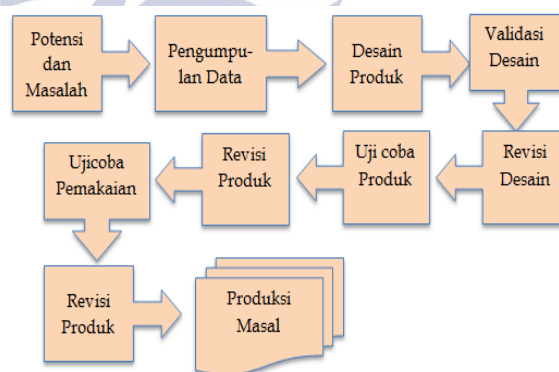 Potensi
dan
Masalah
Pengumpu-
lan Data
Desain
Produk
Validasi
Desain
Revisi
Desain
Uji coba
Produk
Revisi
Produk
Ujicoba
Pemakaian
Revisi
Produk
Produksi
Masal